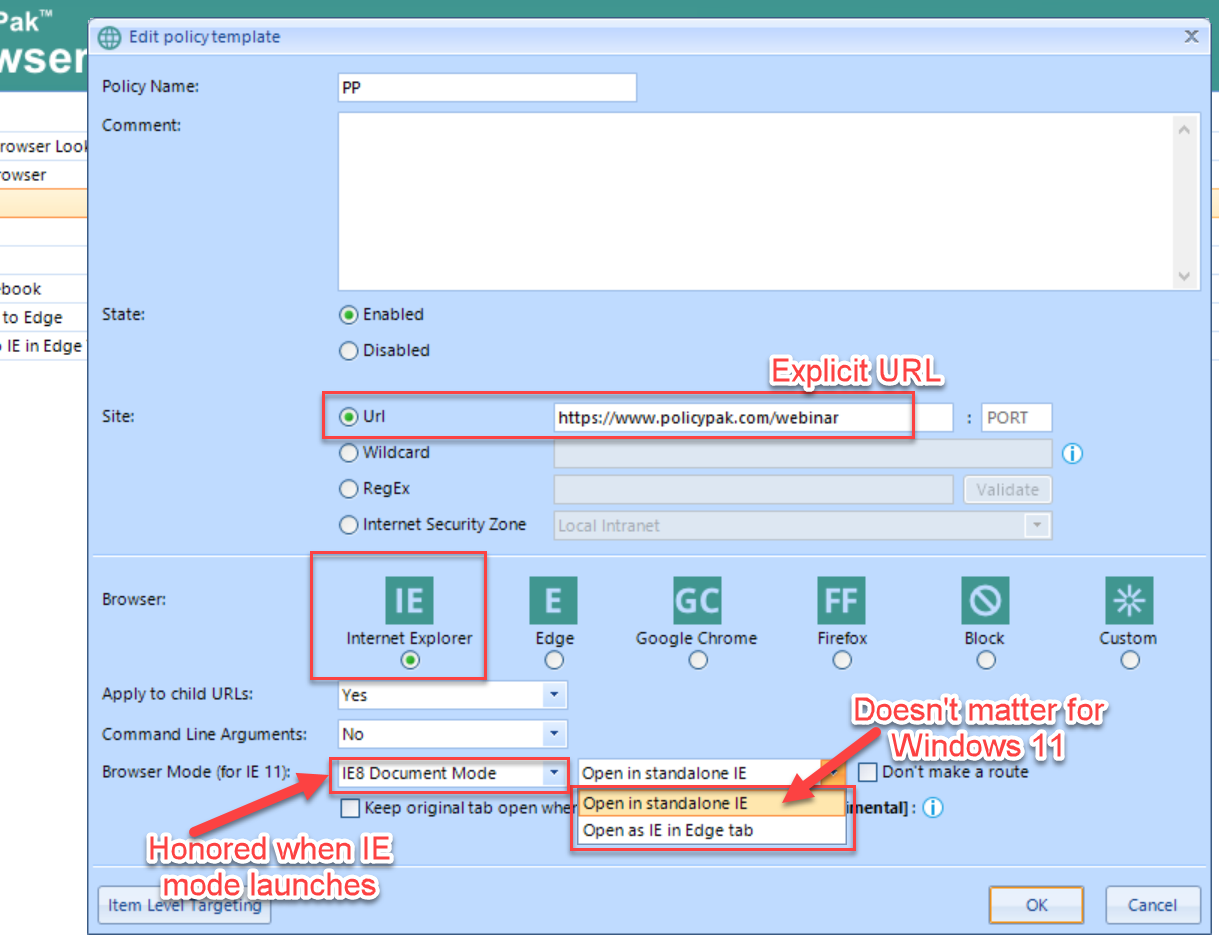 Pak™
wser
Edit policy template
Policy Name:
PP
Comment:
rowser Look
rowser
book
to Edge
IE in Edge
State:
Enabled
Disabled
Explicit URL
Site:
Url
https://www.policypak.com/webinar
:
PORT
Wildcard
RegEx
Validate
Internet Security Zone
Local Intranet
Browser:
IE
E
GC
FF
Internet Explorer
Edge
Google Chrome
Firefox
Block
Custom
Apply to child URLs:
Yes
Doesn't matter for
Windows 11
Command Line Arguments:
No
Browser Mode (for IE 11):
IE8 Document Mode
Open in standalone IE
Don't make a route
Open in standalone IE
Open as IE in Edge tab
Keep original tab open when
imental] :
Honored when IE
mode launches
Item Level Targeting
OK
Cancel